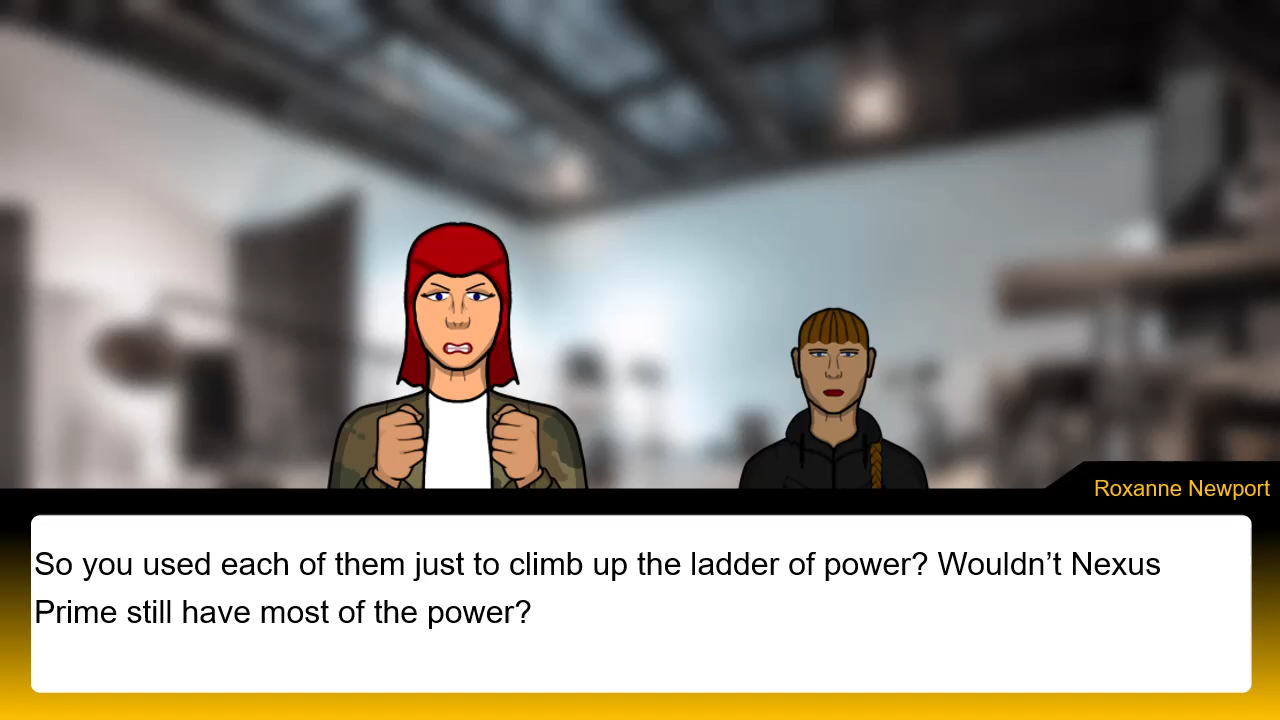 Roxanne Newport
So you used each of them just to climb up the ladder of power? Wouldn’t Nexus
Prime still have most of the power?